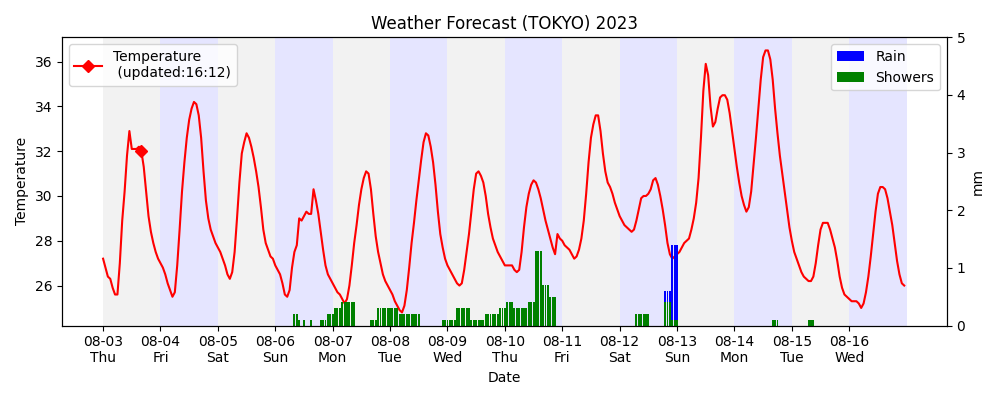 Weather Forecast (TOKYO) 2023
Temperature
(updated:16:12)
Rain
Showers
Temperature
36
34
32
30
28
26
5
4
3
2
1
0
mm
08-03 08-04 08-05 08-06 08-07 08-08 08-09 08-10 08-11 08-12 08-13 08-14 08-15 08-16
Thu Fri Sat Sun Mon Tue Wed Thu Fri Sat Sun Mon Tue Wed
Date